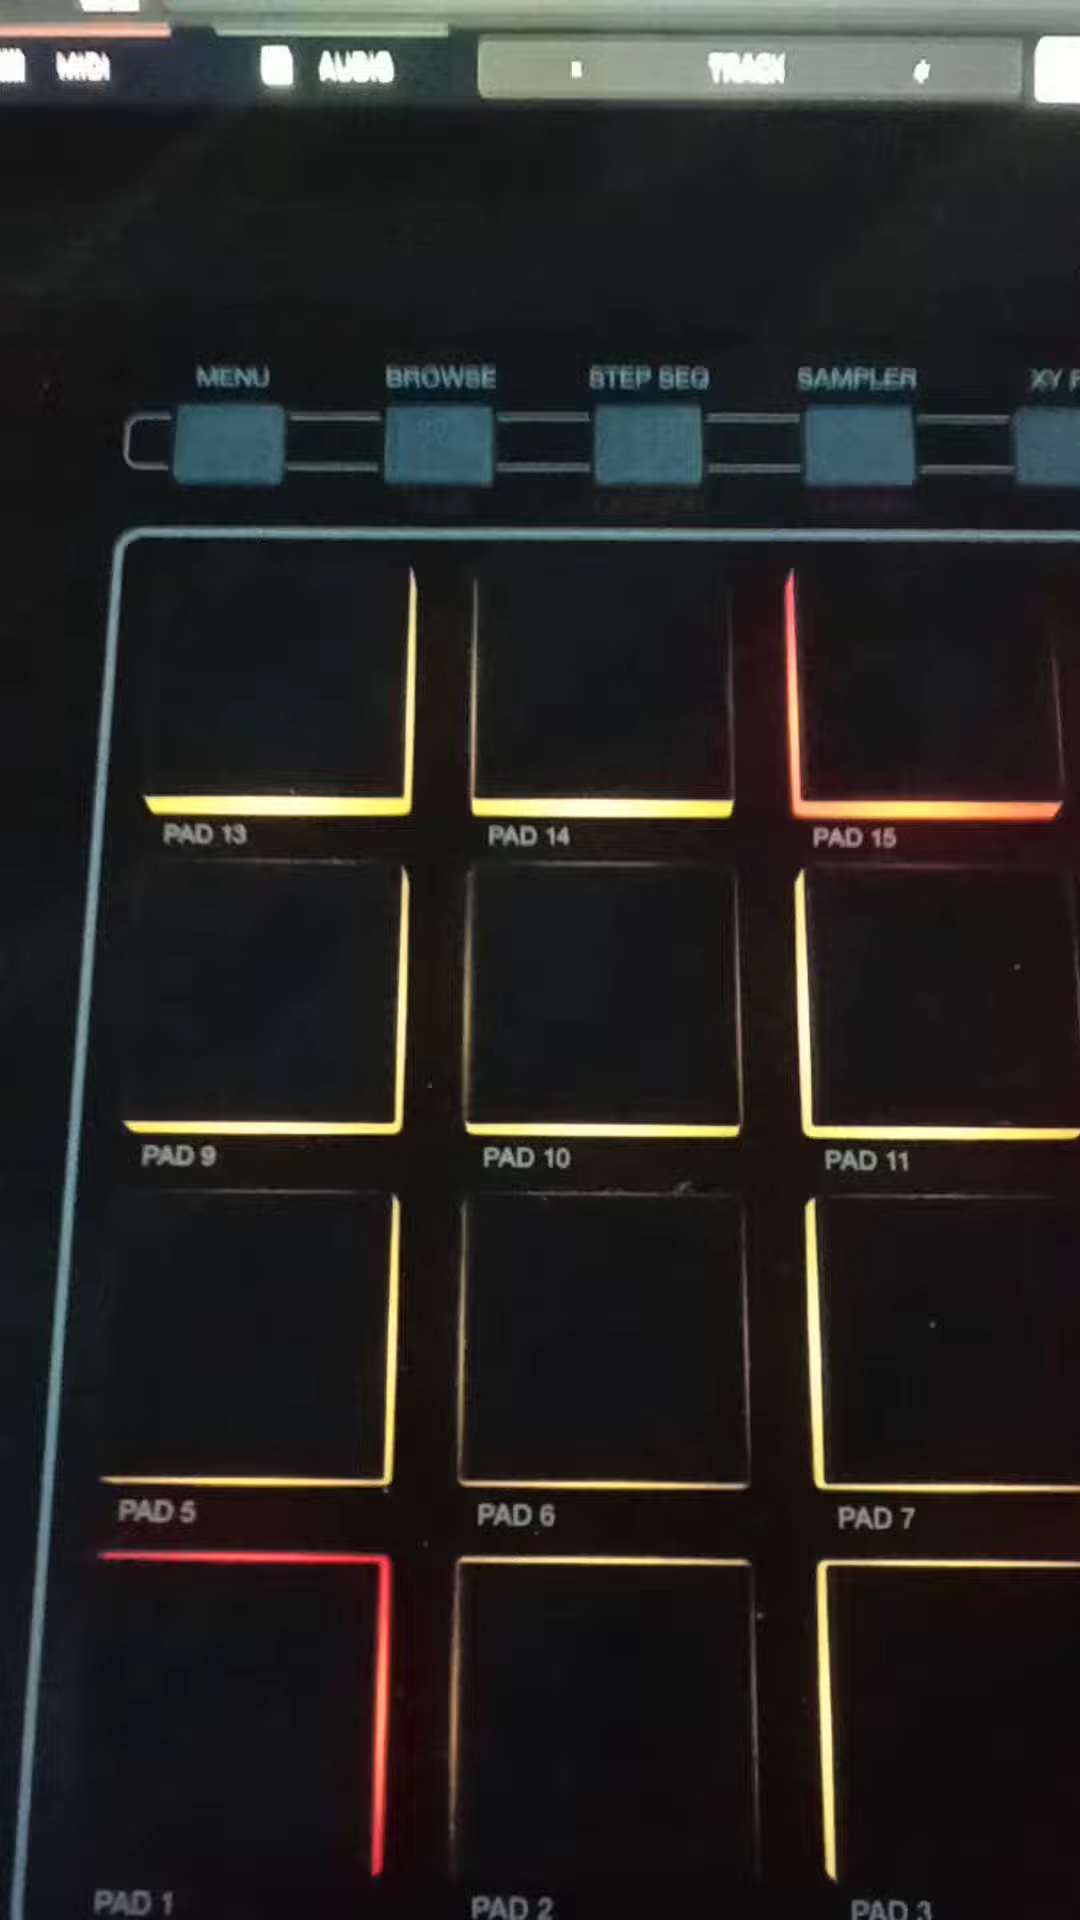 MIDI AUDIO TRACK
MENU BROWSE STEP SEQ SAMPLER XY
PAD 13 PAD 14 PAD 15
PAD 9 PAD 10 PAD 11
PAD 5 PAD 6 PAD 7
PAD 1 PAD 2 PAD 3